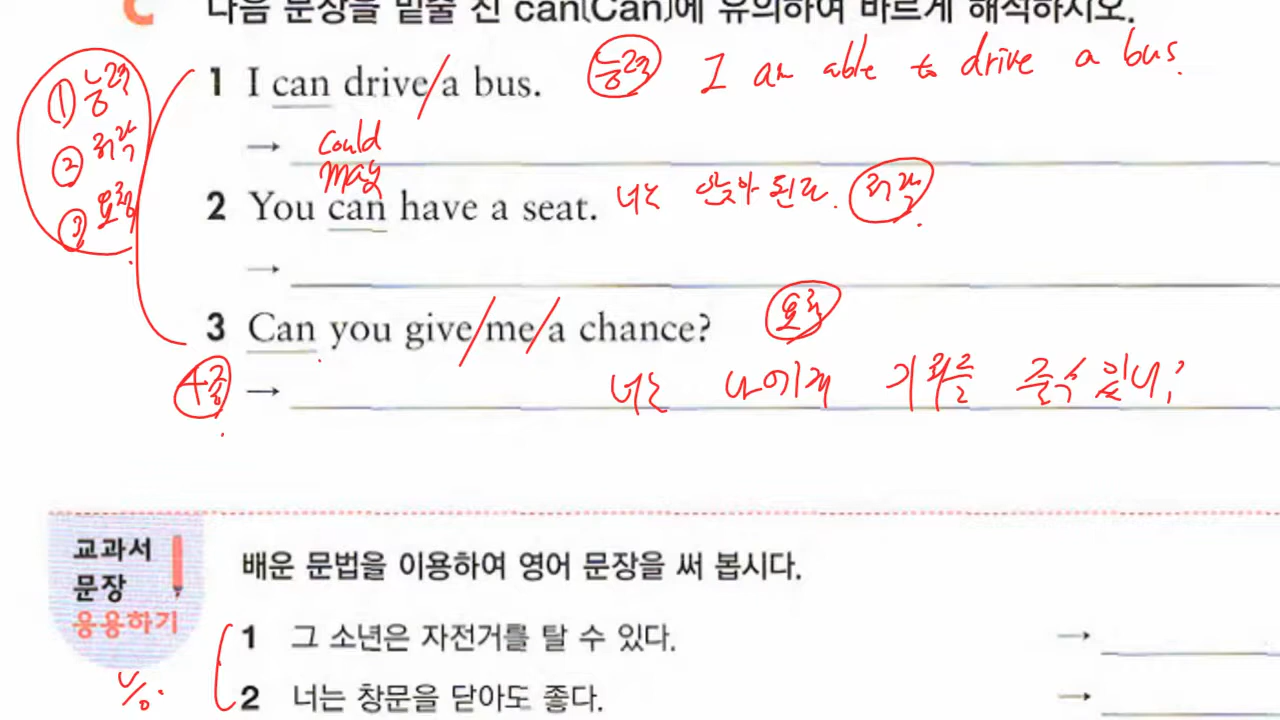 C 다음 문장을 밑줄 친 can(Can)에 유의하여 바르게 해석하시오.
① 능력
② 허락
③ 요청
1 I can drive/a bus. 능력 I am able to drive a bus.
→ could
may
2 You can have a seat. 너는 앉아 된다. 허락
→
3 Can you give/me/a chance? 요청
4형
→ 너는 나에게 기회를 줄 수 있니?
교과서
문장
응용하기
배운 문법을 이용하여 영어 문장을 써 봅시다.
1 그 소년은 자전거를 탈 수 있다. →
2 너는 창문을 닫아도 좋다. →